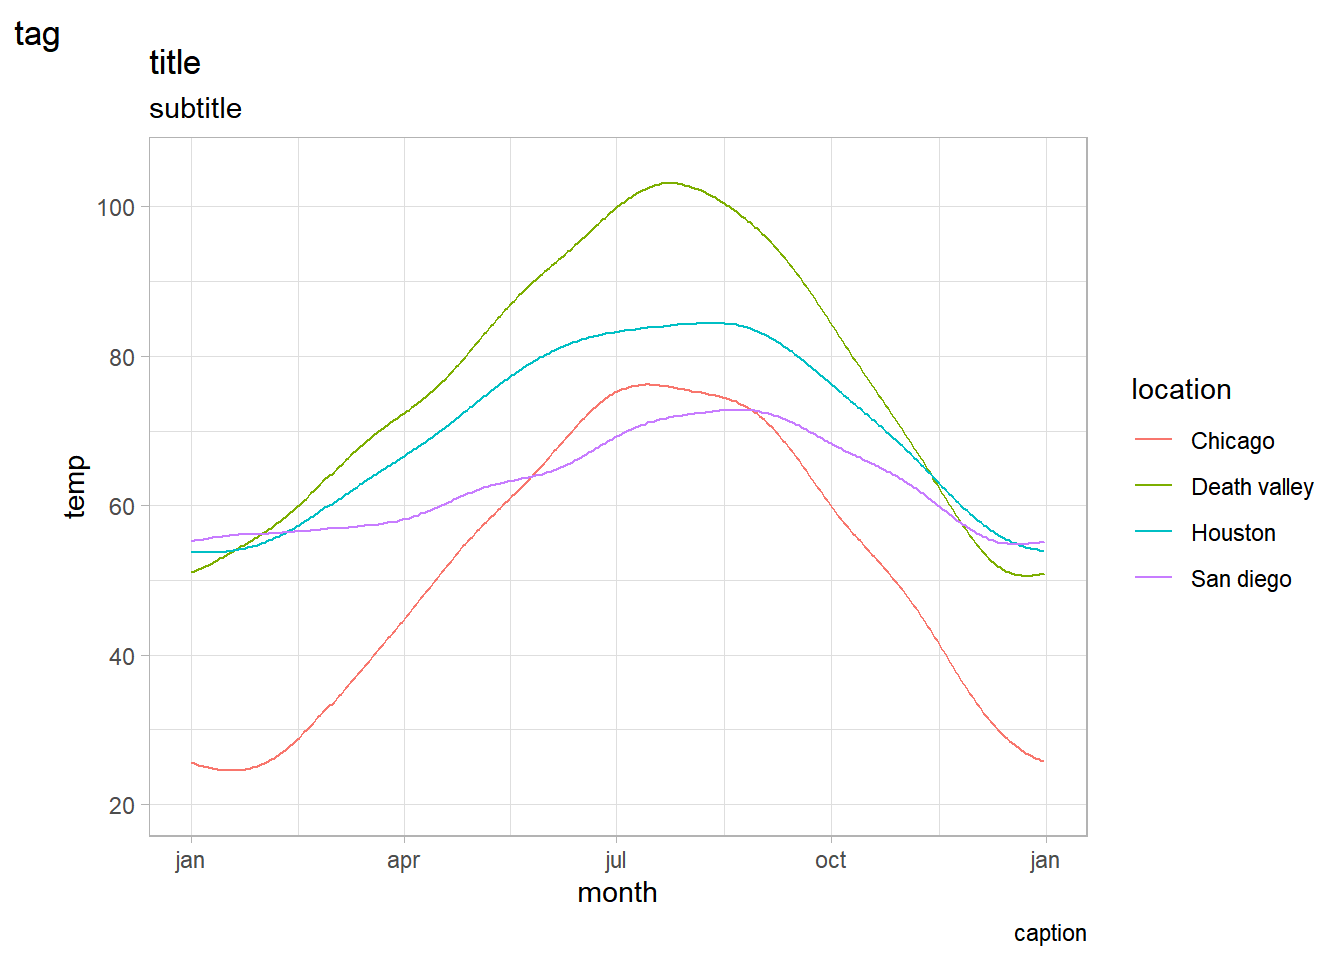 tag
title
subtitle
100
80
60
40
20
temp
jan apr jul oct jan
month
location
Chicago
Death valley
Houston
San diego
caption